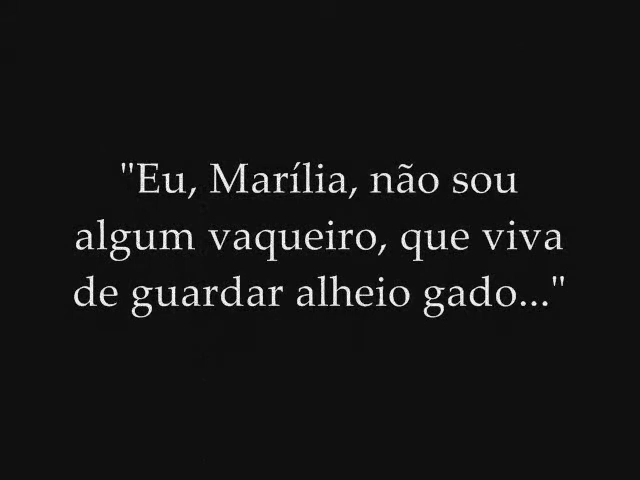 "Eu, Marília, não sou
algum vaqueiro, que viva
de guardar alheio gado..."